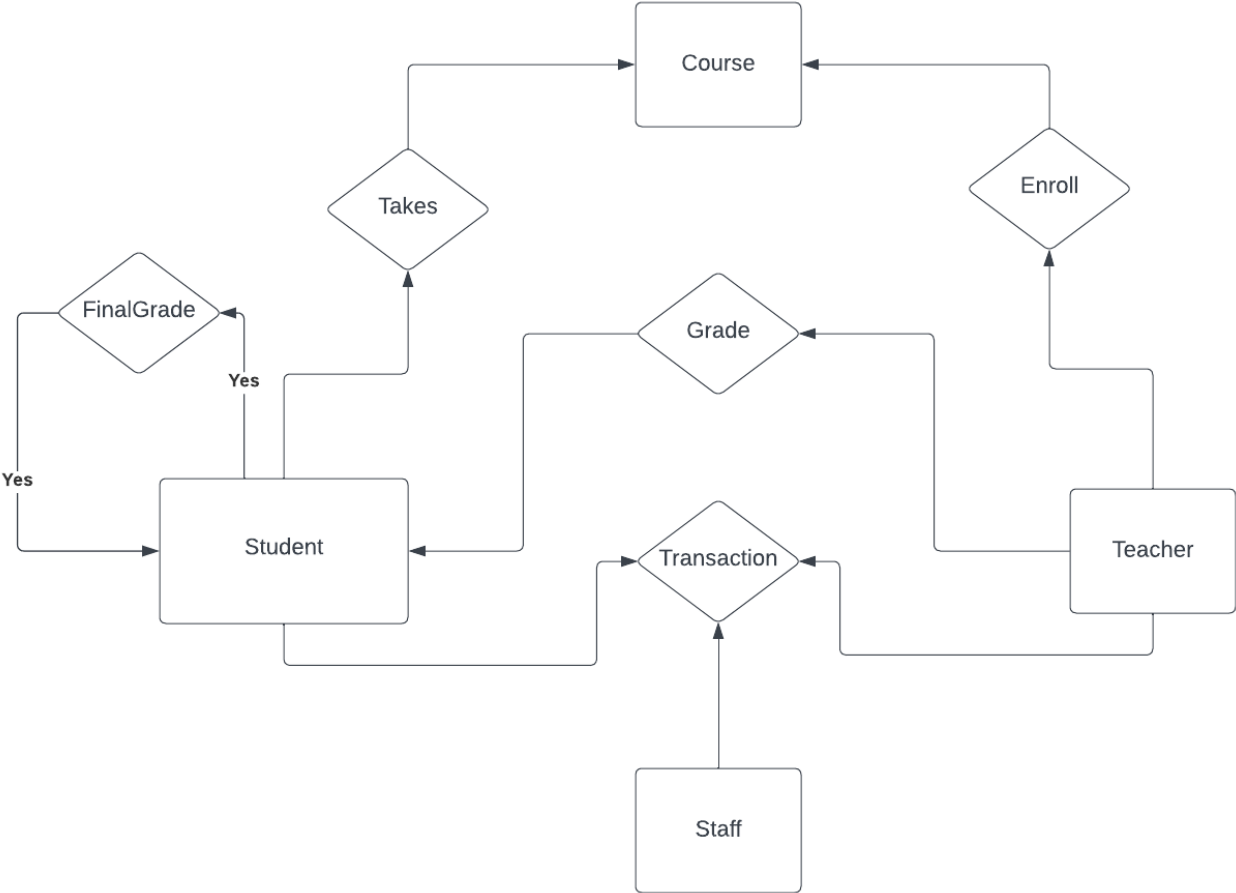 Course
Takes
Enroll
FinalGrade
Grade
Yes
Yes
Student
Transaction
Teacher
Staff